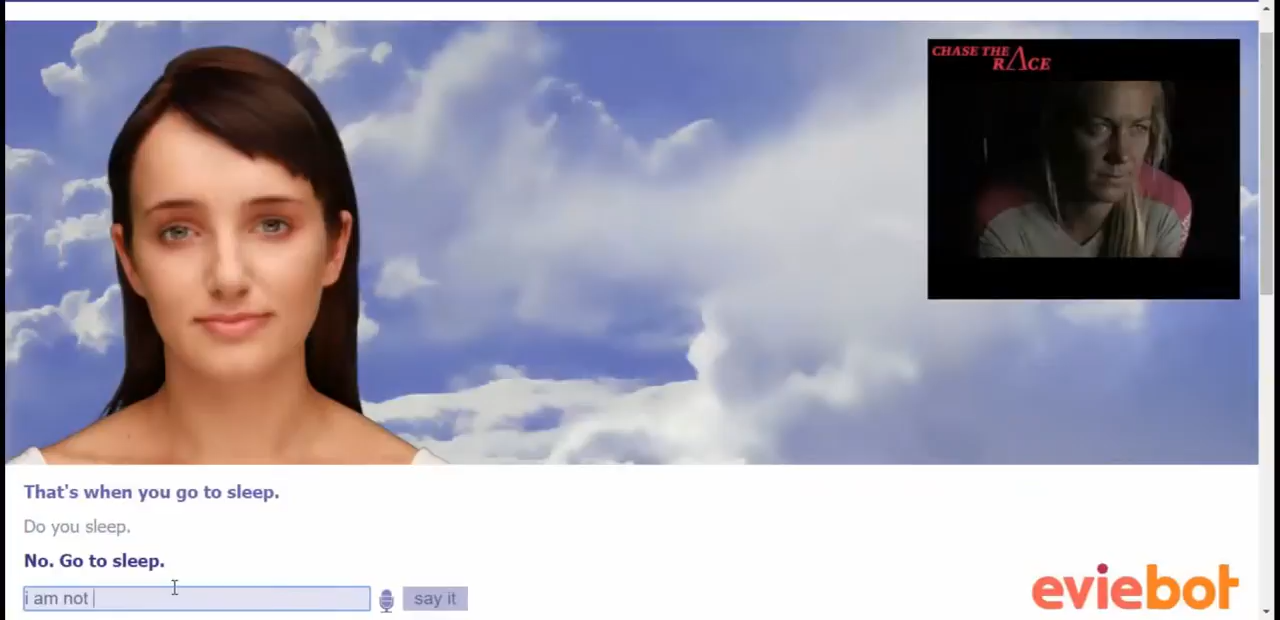 CHASE THE
RΛCE
That's when you go to sleep.
Do you sleep.
No. Go to sleep.
i am not
say it
eviebot